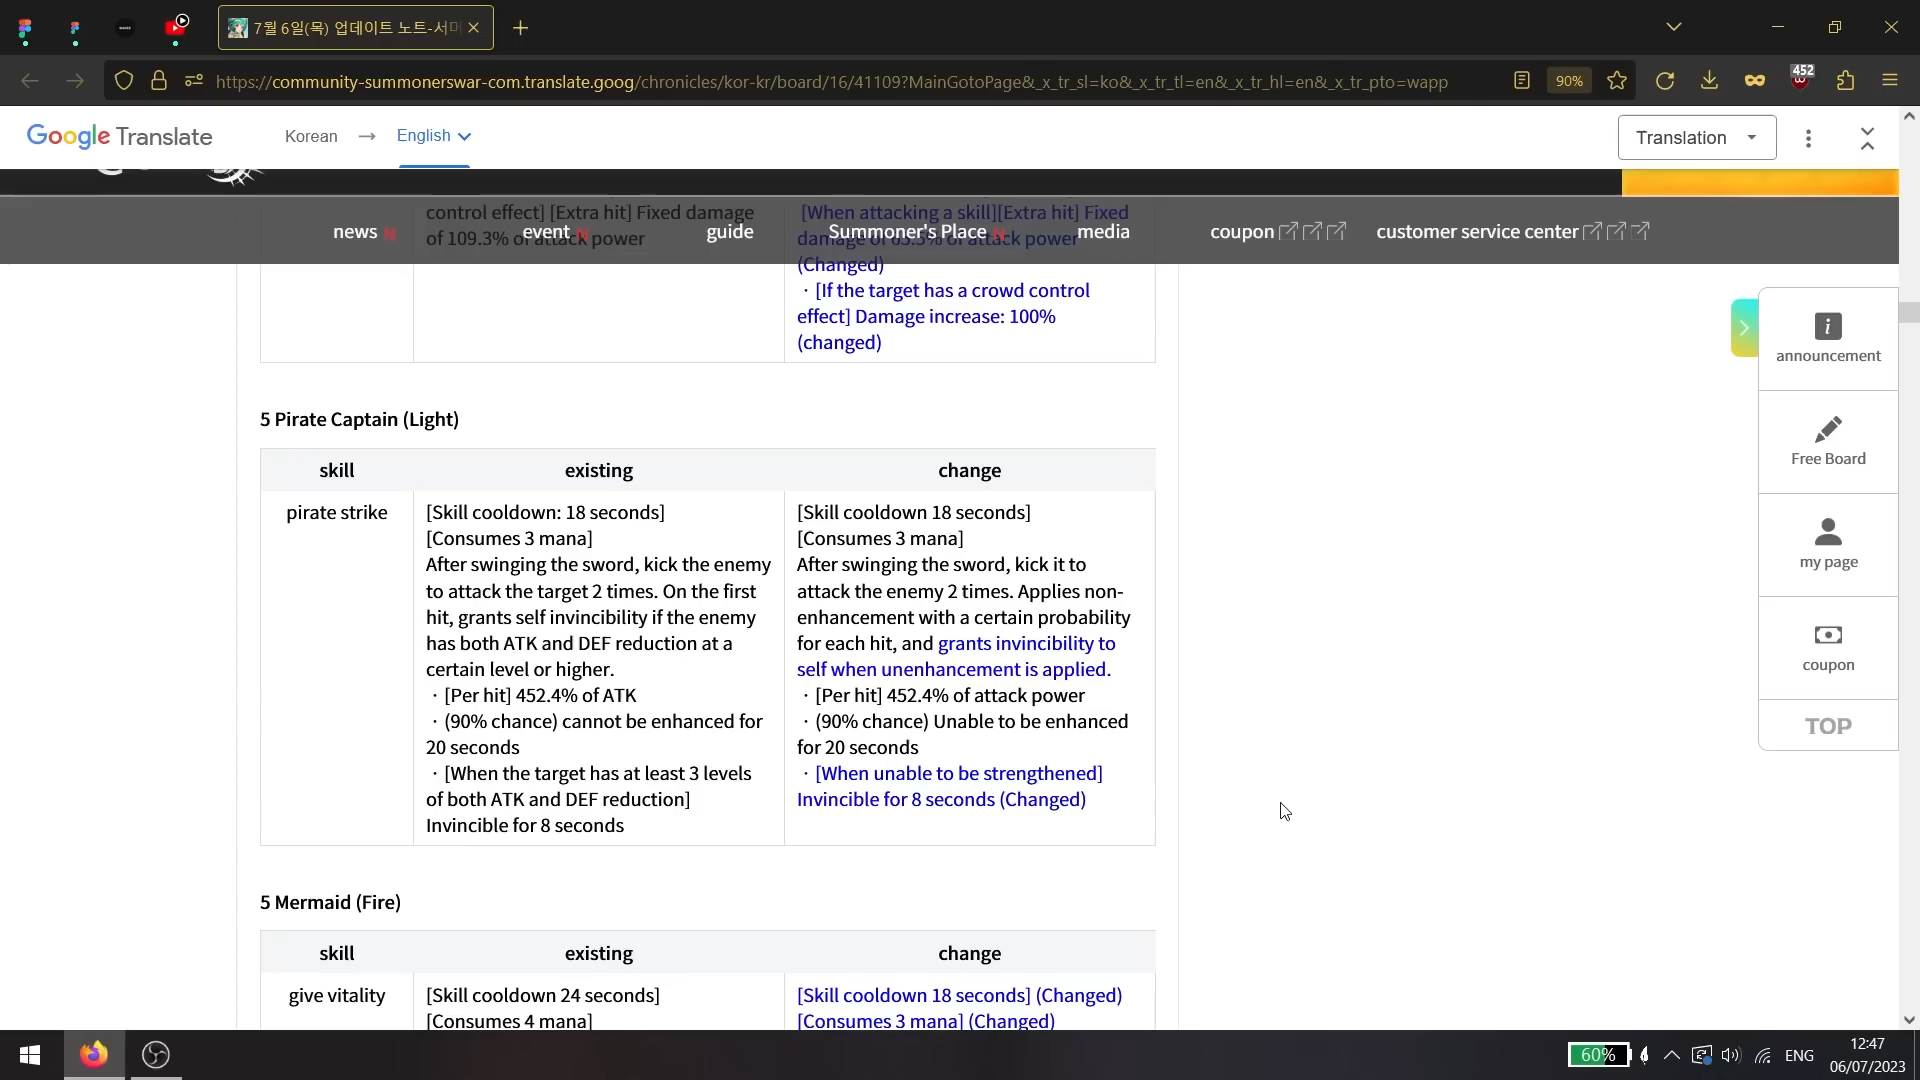 7월 6일(목) 업데이트 노트-서머
https://community-summonerswar-com.translate.goog/chronicles/kor-kr/board/16/41109?MainGotoPage&_x_tr_sl=ko&_x_tr_tl=en&_x_tr_hl=en&_x_tr_pto=wapp
90%
452
Google Translate
Korean → English
Translation
news N
event N
guide
Summoner's Place N
media
coupon
customer service center
control effect] [Extra hit] Fixed damage
of 109.3% of attack power
[When attacking a skill][Extra hit] Fixed
damage of 65.5% of attack power
(Changed)
· [If the target has a crowd control
effect] Damage increase: 100%
(changed)
5 Pirate Captain (Light)
skill
existing
change
pirate strike
[Skill cooldown: 18 seconds]
[Consumes 3 mana]
After swinging the sword, kick the enemy
to attack the target 2 times. On the first
hit, grants self invincibility if the enemy
has both ATK and DEF reduction at a
certain level or higher.
· [Per hit] 452.4% of ATK
· (90% chance) cannot be enhanced for
20 seconds
· [When the target has at least 3 levels
of both ATK and DEF reduction]
Invincible for 8 seconds
[Skill cooldown 18 seconds]
[Consumes 3 mana]
After swinging the sword, kick it to
attack the enemy 2 times. Applies non-
enhancement with a certain probability
for each hit, and grants invincibility to
self when unenhancement is applied.
· [Per hit] 452.4% of attack power
· (90% chance) Unable to be enhanced
for 20 seconds
· [When unable to be strengthened]
Invincible for 8 seconds (Changed)
5 Mermaid (Fire)
skill
existing
change
give vitality
[Skill cooldown 24 seconds]
[Consumes 4 mana]
[Skill cooldown 18 seconds] (Changed)
[Consumes 3 mana] (Changed)
announcement
Free Board
my page
coupon
TOP
60%
ENG
12:47
06/07/2023